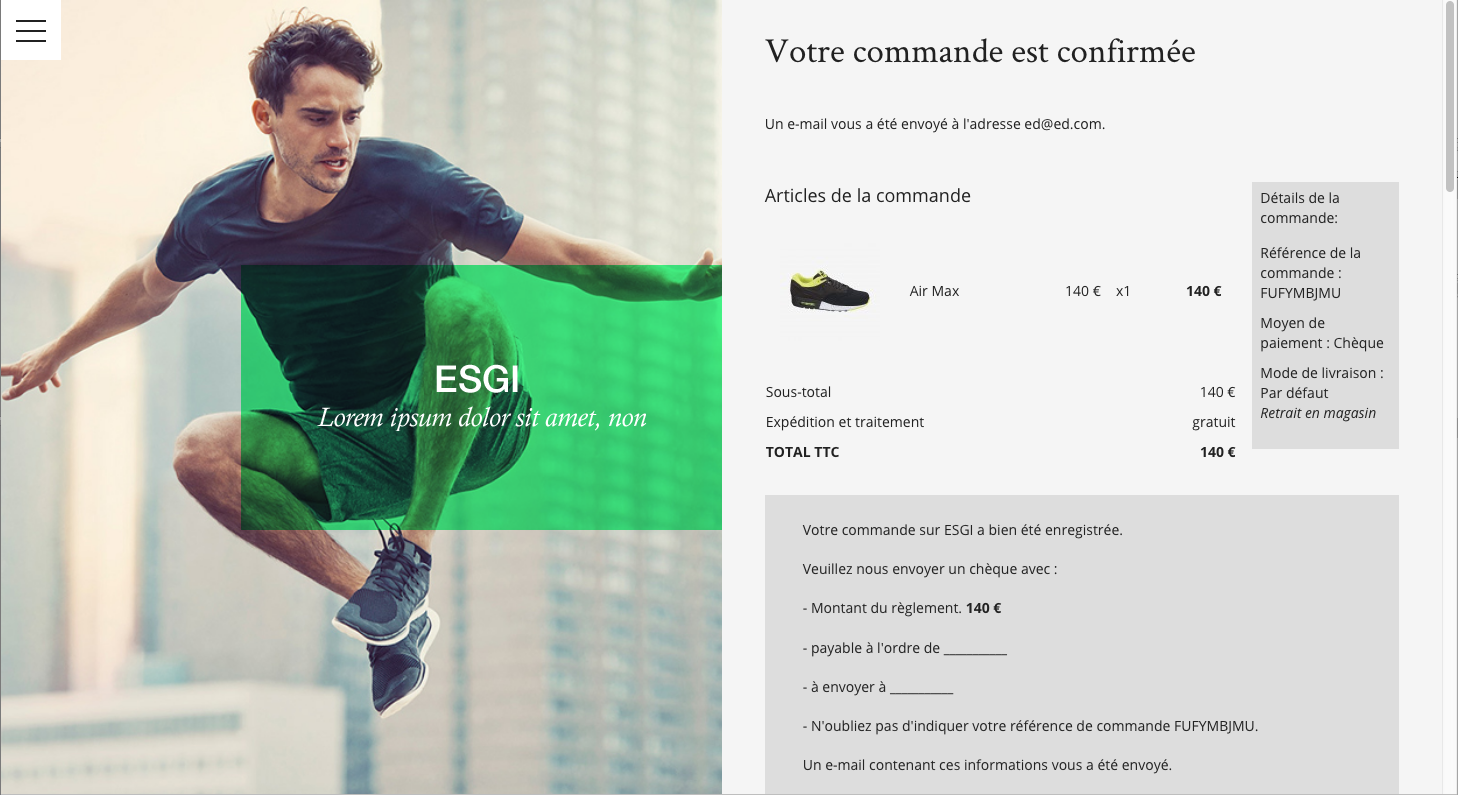 ESGI
Lorem ipsum dolor sit amet, non
Votre commande est confirmée
Un e-mail vous a été envoyé à l'adresse ed@ed.com.
Articles de la commande
Air Max 140 € x1 140 €
Sous-total 140 €
Expédition et traitement gratuit
TOTAL TTC 140 €
Détails de la
commande:
Référence de la
commande :
FUFYMBJMU
Moyen de
paiement : Chèque
Mode de livraison :
Par défaut
Retrait en magasin
Votre commande sur ESGI a bien été enregistrée.
Veuillez nous envoyer un chèque avec :
- Montant du règlement. 140 €
- payable à l'ordre de _________
- à envoyer à _________
- N'oubliez pas d'indiquer votre référence de commande FUFYMBJMU.
Un e-mail contenant ces informations vous a été envoyé.